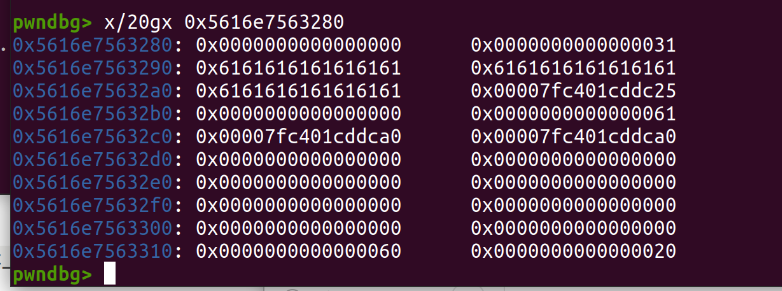 pwndbg> x/20gx 0x5616e7563280
0x5616e7563280: 0x0000000000000000 0x0000000000000031
0x5616e7563290: 0x6161616161616161 0x6161616161616161
0x5616e75632a0: 0x6161616161616161 0x00007fc401cddc25
0x5616e75632b0: 0x0000000000000000 0x0000000000000061
0x5616e75632c0: 0x00007fc401cddca0 0x00007fc401cddca0
0x5616e75632d0: 0x0000000000000000 0x0000000000000000
0x5616e75632e0: 0x0000000000000000 0x0000000000000000
0x5616e75632f0: 0x0000000000000000 0x0000000000000000
0x5616e7563300: 0x0000000000000000 0x0000000000000000
0x5616e7563310: 0x0000000000000060 0x0000000000000020
pwndbg>